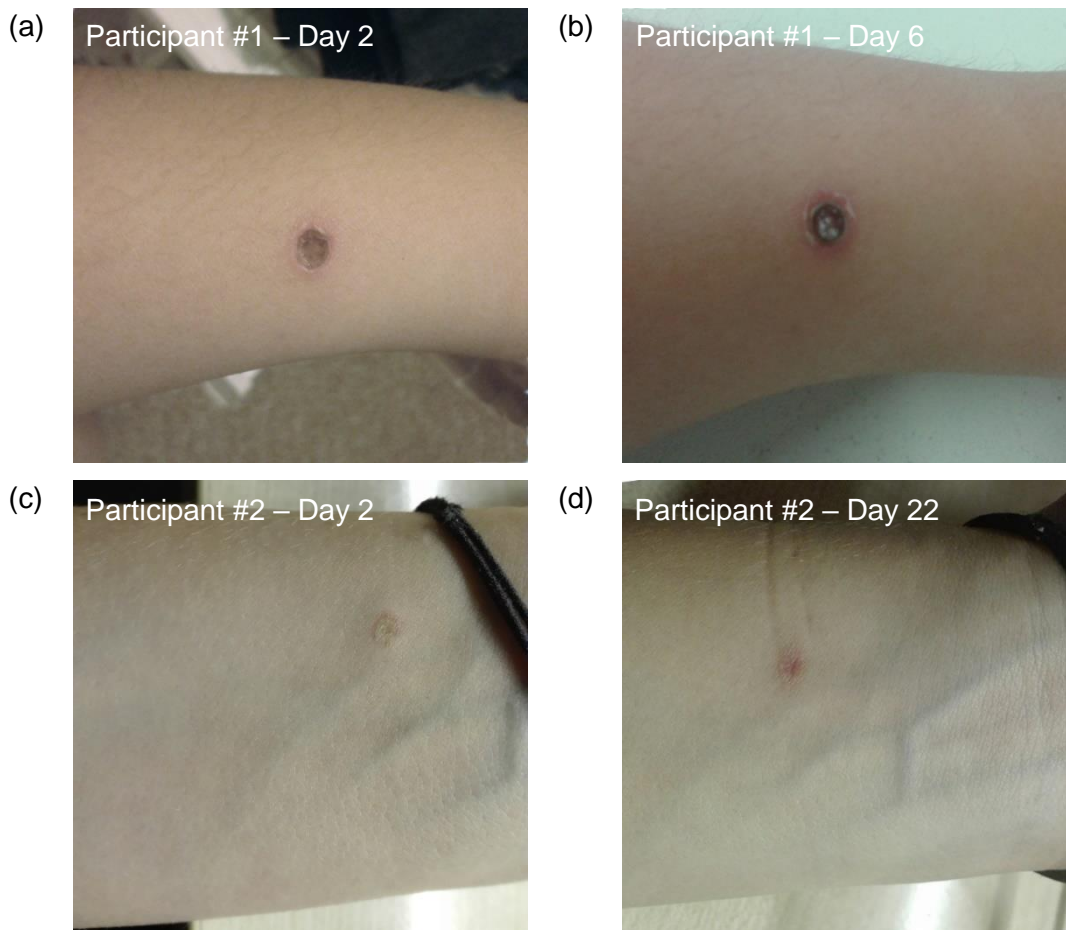 (a)
Participant #1 – Day 2
(b)
Participant #1 – Day 6
(c)
Participant #2 – Day 2
(d)
Participant #2 – Day 22